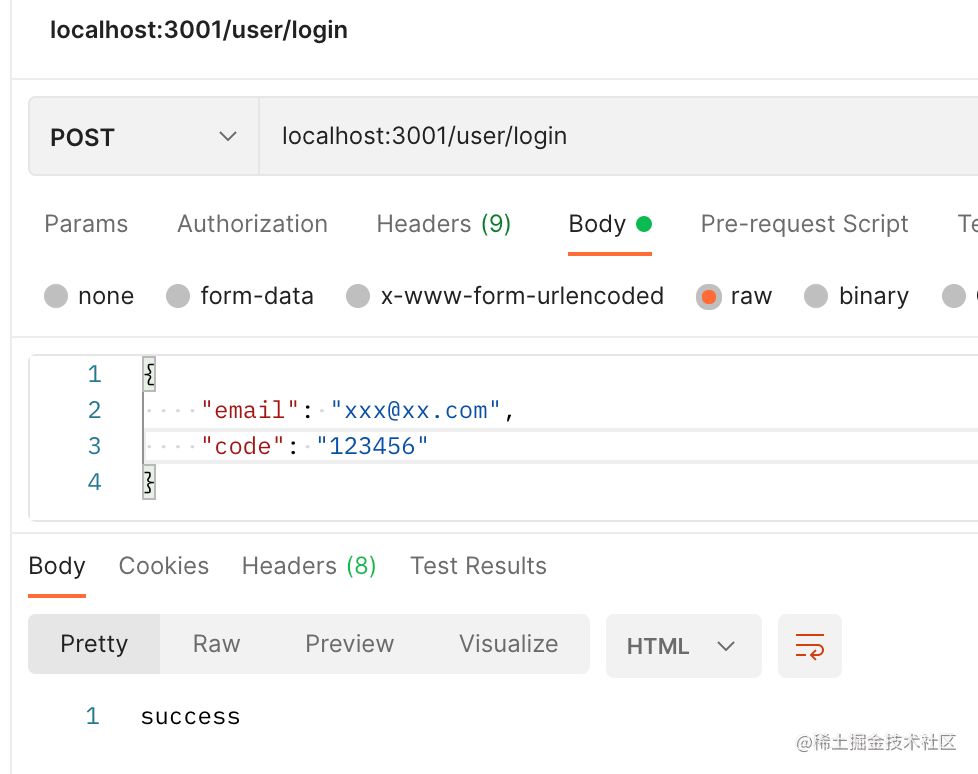 localhost:3001/user/login
POST localhost:3001/user/login
Params Authorization Headers (9) Body Pre-request Script
none form-data x-www-form-urlencoded raw binary
1 {
2 "email": "xxx@xx.com",
3 "code": "123456"
4 }
Body Cookies Headers (8) Test Results
Pretty Raw Preview Visualize HTML
1 success
@稀土掘金技术社区